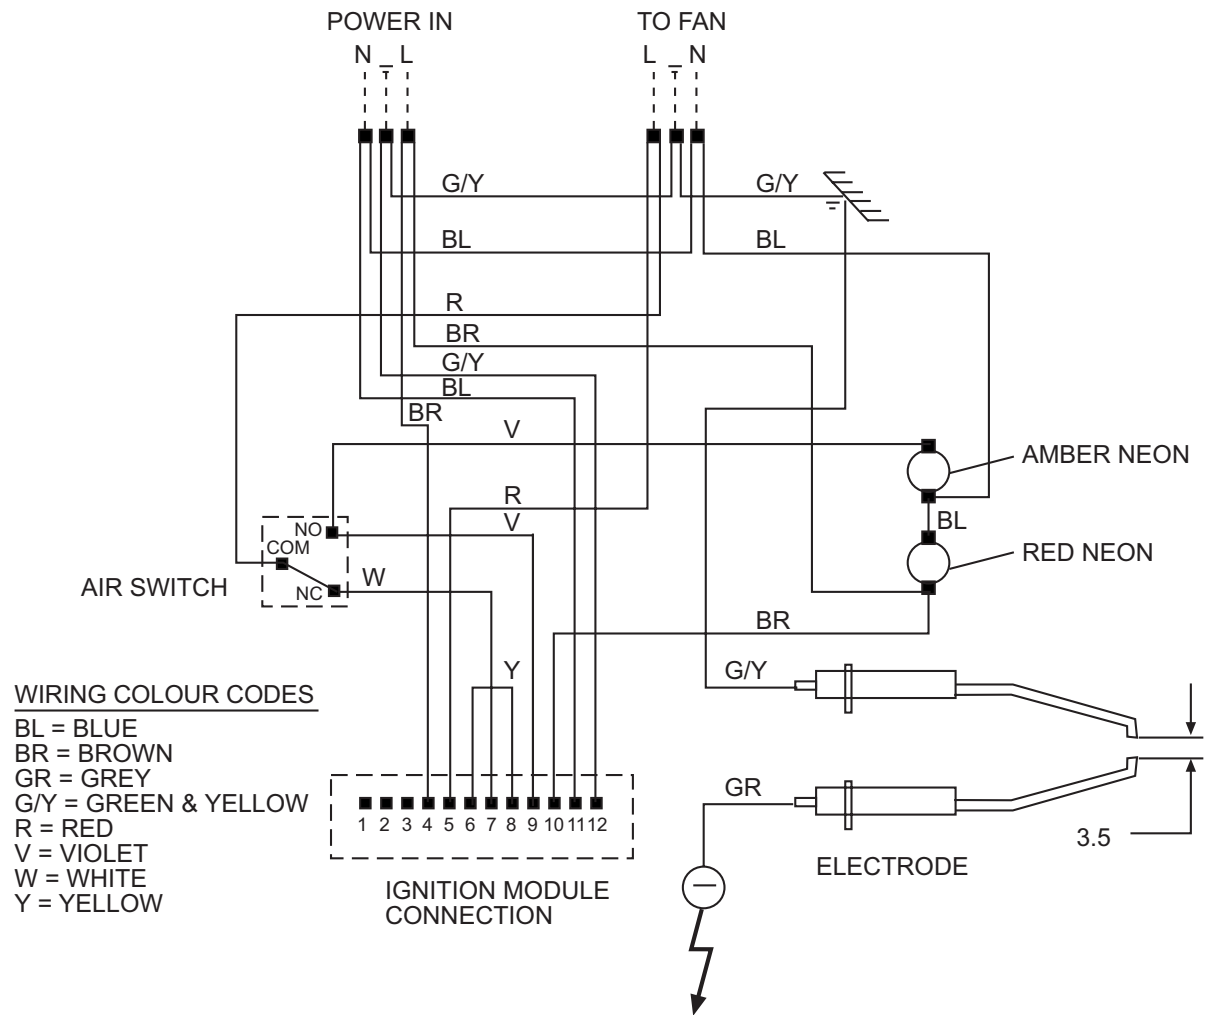 POWER IN
TO FAN
N L
L N
G/Y
G/Y
BL
BL
R
BR
G/Y
BL
BR
V
AMBER NEON
R
NO
V
BL
COM
RED NEON
AIR SWITCH
NC
W
BR
Y
G/Y
WIRING COLOUR CODES
BL = BLUE
BR = BROWN
GR = GREY
G/Y = GREEN & YELLOW
R = RED
V = VIOLET
W = WHITE
Y = YELLOW
GR
1 2 3 4 5 6 7 8 9 10 11 12
3.5
ELECTRODE
IGNITION MODULE
CONNECTION